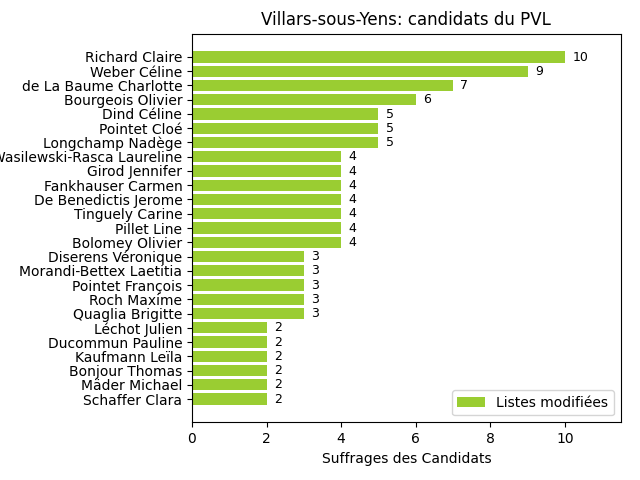 Villars-sous-Yens: candidats du PVL
Richard Claire 10
Weber Céline 9
de La Baume Charlotte 7
Bourgeois Olivier 6
Dind Céline 5
Pointet Cloé 5
Longchamp Nadège 5
Wasilewski-Rasca Laureline 4
Girod Jennifer 4
Fankhauser Carmen 4
De Benedictis Jerome 4
Tinguely Carine 4
Pillet Line 4
Bolomey Olivier 4
Diserens Véronique 3
Morandi-Bettex Laetitia 3
Pointet François 3
Roch Maxime 3
Quaglia Brigitte 3
Léchot Julien 2
Ducommun Pauline 2
Kaufmann Leïla 2
Bonjour Thomas 2
Mäder Michael 2
Schaffer Clara 2
Listes modifiées
0 2 4 6 8 10
Suffrages des Candidats